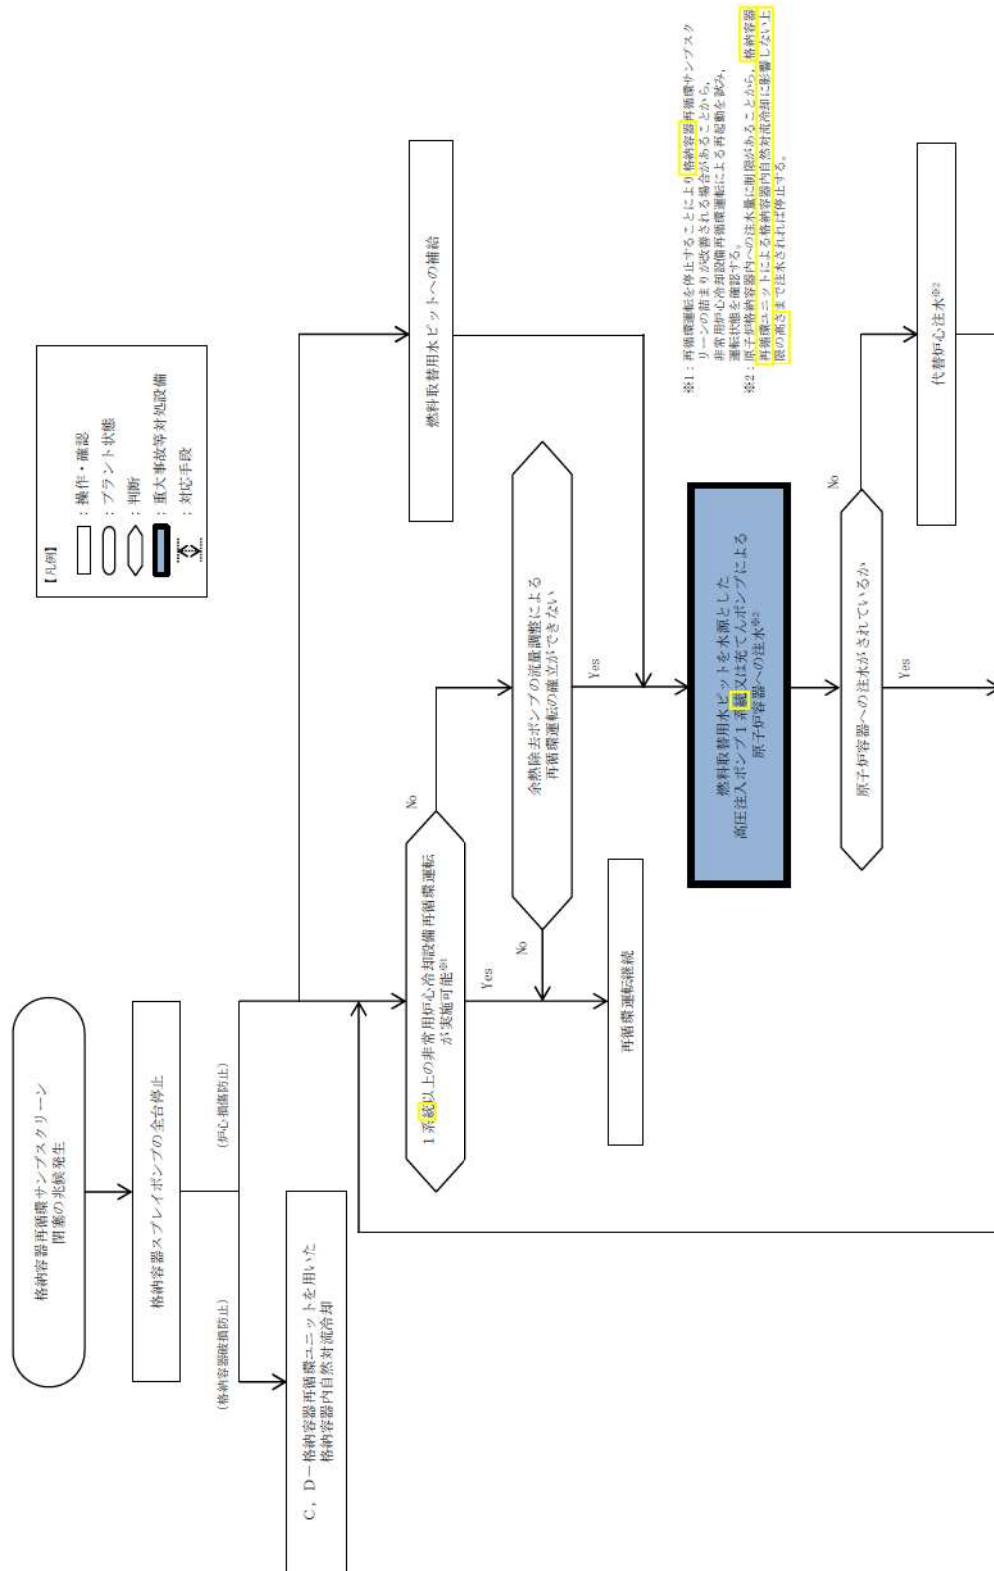 格納容器再循環サンプスクリーン
閉塞の兆候発生
格納容器スプレイポンプの全台停止
(格納容器破損防止)
(炉心損傷防止)
C，D－格納容器再循環ユニットを用いた
格納容器内自然対流冷却
1系統以上の非常用炉心冷却設備再循環運転
が実施可能※1
No
Yes
余熱除去ポンプの流量調整による
再循環運転の確立ができない
No
Yes
再循環運転継続
燃料取替用水ピットへの補給
燃料取替用水ピットを水源とした
高圧注入ポンプ1系統又は充てんポンプによる
原子炉容器への注水※2
原子炉容器への注水がされているか
No
Yes
代替炉心注水※2
【凡例】
：操作・確認
：プラント状態
：判断
：重大事故等対処設備
：対応手段
※1：再循環運転を停止することにより格納容器再循環サンプスク
リーンの詰まりが改善される場合があることから，
非常用炉心冷却設備再循環運転による再起動を試み，
運転状態を確認する。
※2：原子炉格納容器内への注水量に制限があることから，格納容器
再循環ユニットによる格納容器内自然対流冷却に影響しない上
限の高さまで注水されれば停止する。